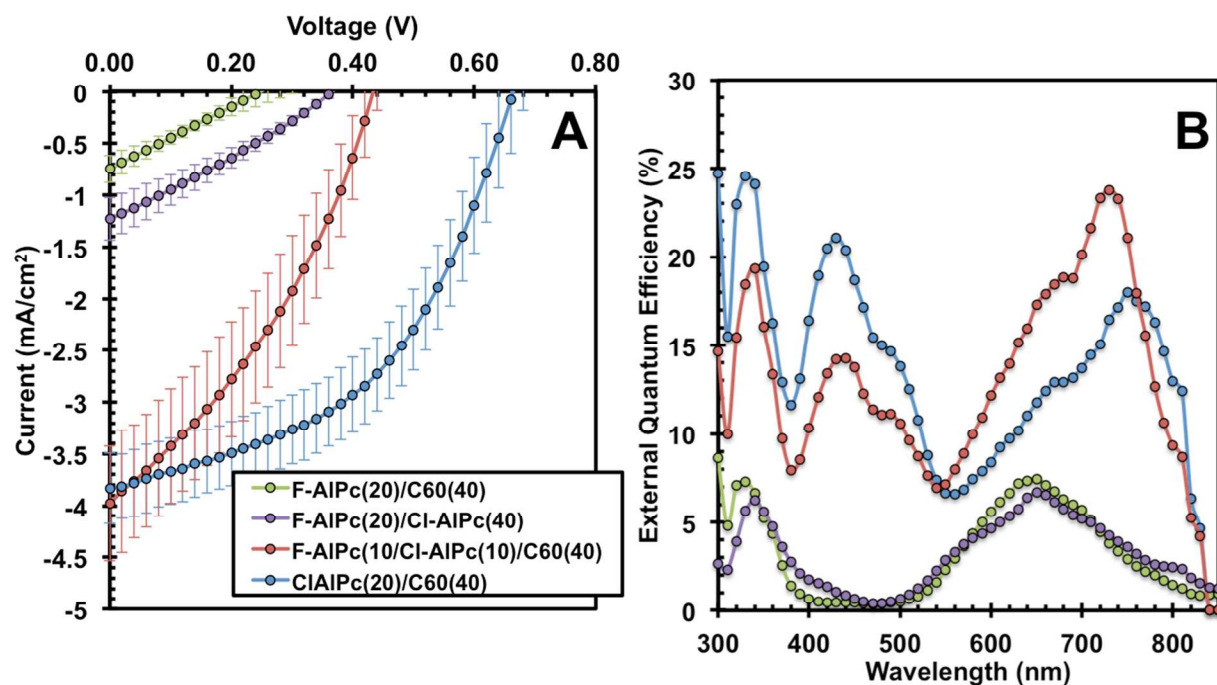 Voltage (V)
0.00 0.20 0.40 0.60 0.80
0
-0.5
-1
-1.5
-2
-2.5
-3
-3.5
-4
-4.5
-5
Current (mA/cm²)
A
F-AlPc(20)/C60(40)
F-AlPc(20)/Cl-AlPc(40)
F-AlPc(10/Cl-AlPc(10)/C60(40)
ClAlPc(20)/C60(40)
30
25
20
15
10
5
0
External Quantum Efficiency (%)
B
300 400 500 600 700 800
Wavelength (nm)